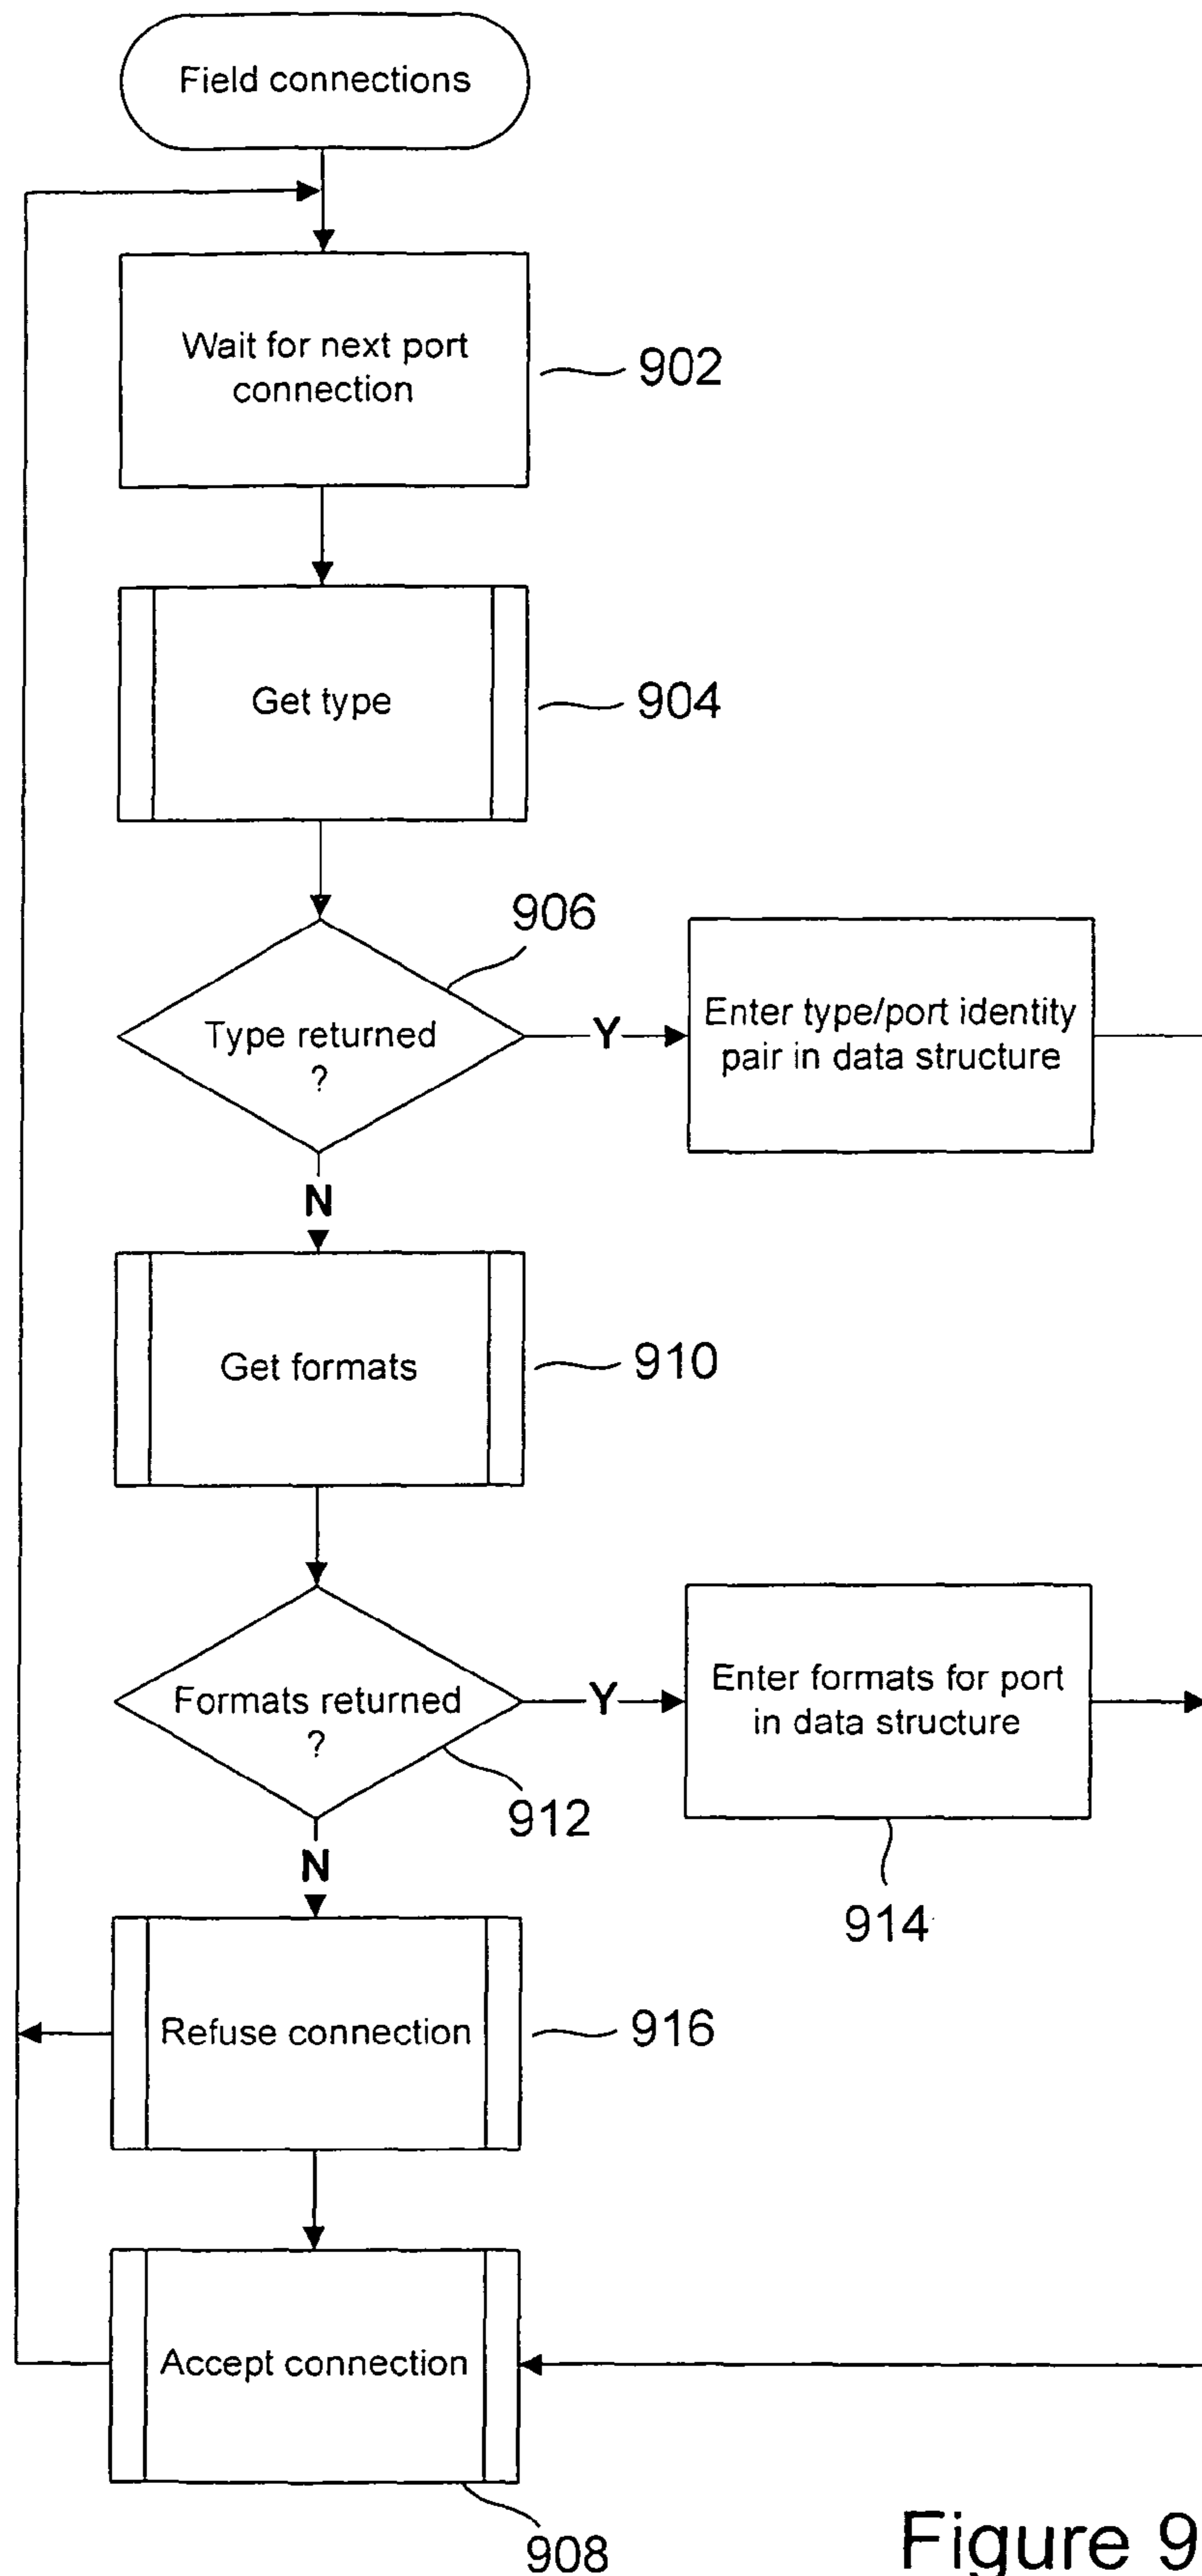 Field connections
Wait for next port
connection
902
Get type
904
906
Type returned
?
Y
Enter type/port identity
pair in data structure
N
Get formats
910
Formats returned
?
Y
Enter formats for port
in data structure
912
914
N
Refuse connection
916
Accept connection
908
Figure 9